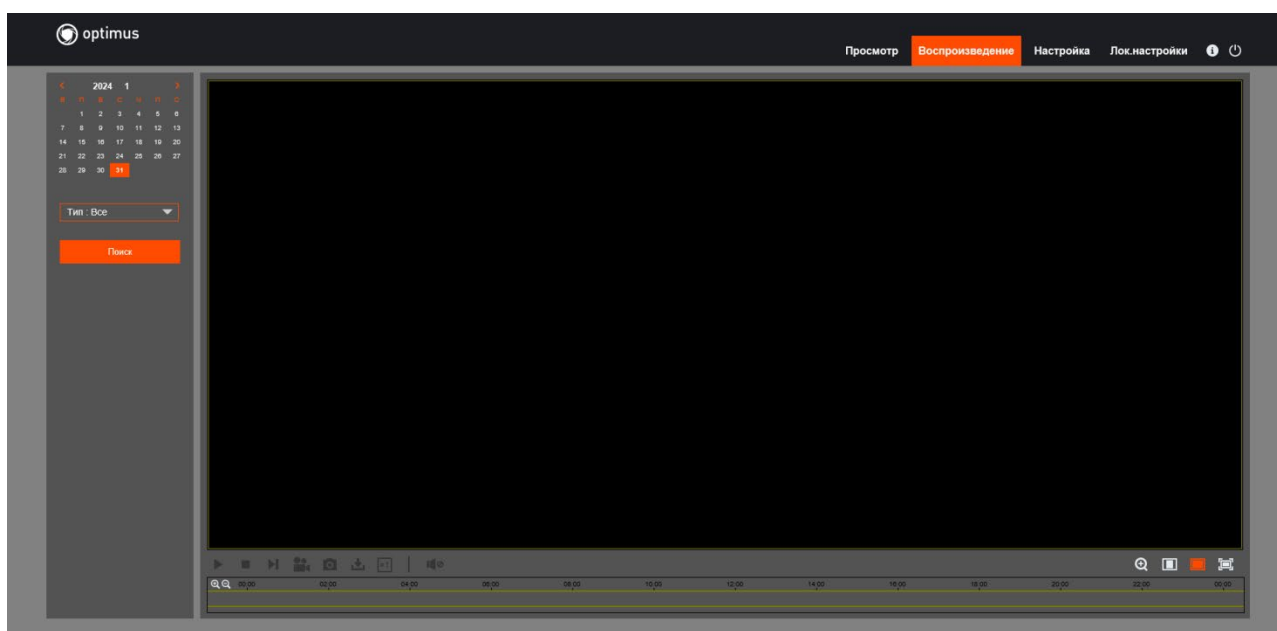 optimus
Просмотр Воспроизведение Настройка Лок.настройки
2024 1
В П В С Ч П С
1 2 3 4 5 6
7 8 9 10 11 12 13
14 15 16 17 18 19 20
21 22 23 24 25 26 27
28 29 30 31
Тип : Все
Поиск
00:00 02:00 04:00 06:00 08:00 10:00 12:00 14:00 16:00 18:00 20:00 22:00 00:00